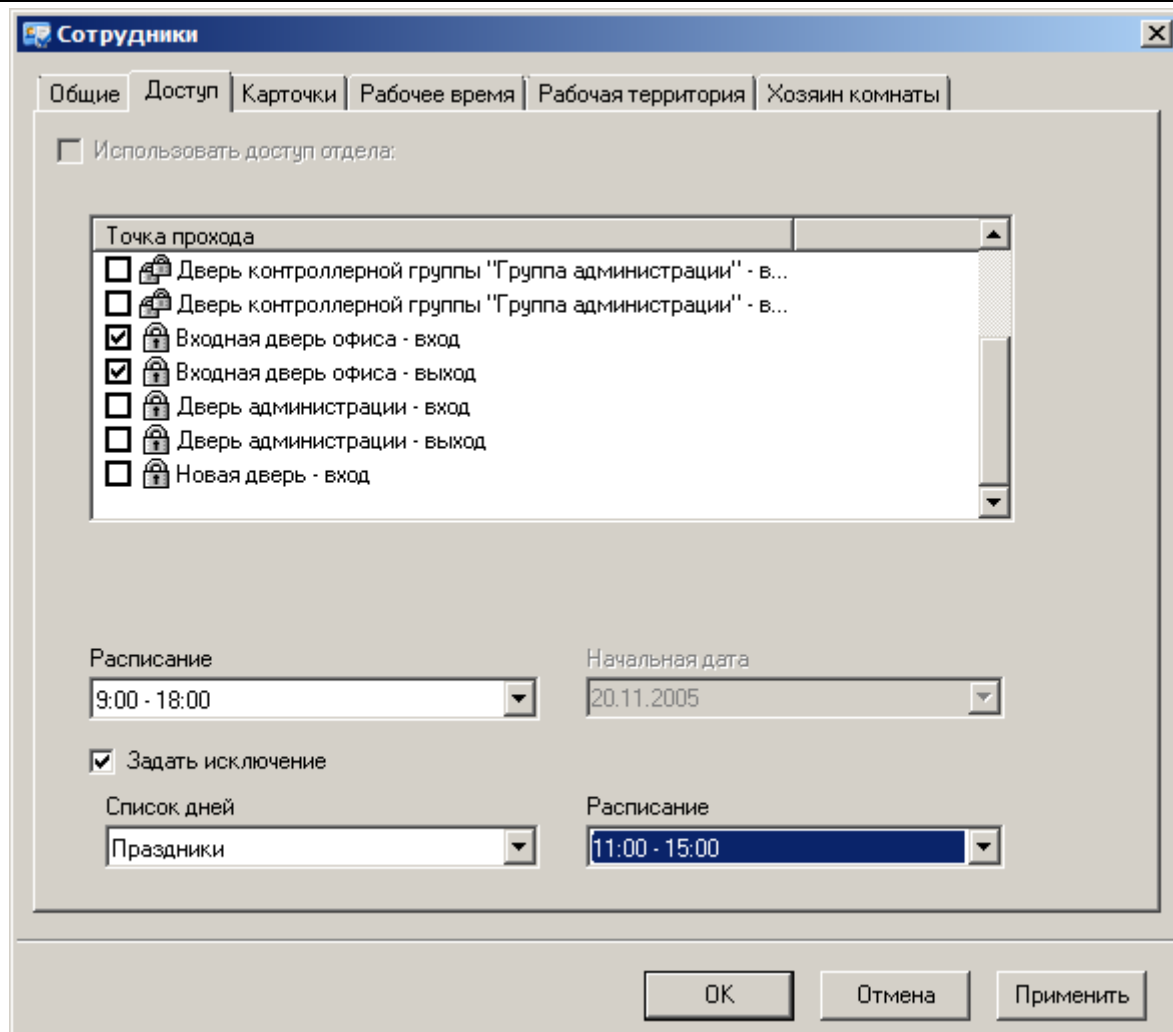 Сотрудники
Общие Доступ Карточки Рабочее время Рабочая территория Хозяин комнаты
Использовать доступ отдела:
Точка прохода
Дверь контроллерной группы "Группа администрации" - в...
Дверь контроллерной группы "Группа администрации" - в...
Входная дверь офиса - вход
Входная дверь офиса - выход
Дверь администрации - вход
Дверь администрации - выход
Новая дверь - вход
Расписание Начальная дата
9:00 - 18:00 20.11.2005
Задать исключение
Список дней Расписание
Праздники 11:00 - 15:00
OK Отмена Применить